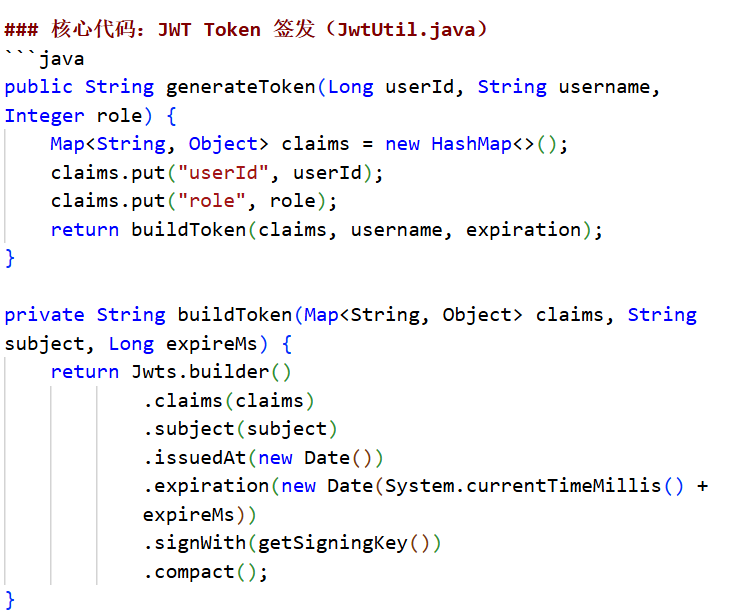 ### 核心代码：JWT Token 签发（JwtUtil.java）
```java
public String generateToken(Long userId, String username,
Integer role) {
    Map<String, Object> claims = new HashMap<>();
    claims.put("userId", userId);
    claims.put("role", role);
    return buildToken(claims, username, expiration);
}

private String buildToken(Map<String, Object> claims, String
subject, Long expireMs) {
    return Jwts.builder()
            .claims(claims)
            .subject(subject)
            .issuedAt(new Date())
            .expiration(new Date(System.currentTimeMillis() +
            expireMs))
            .signWith(getSigningKey())
            .compact();
}